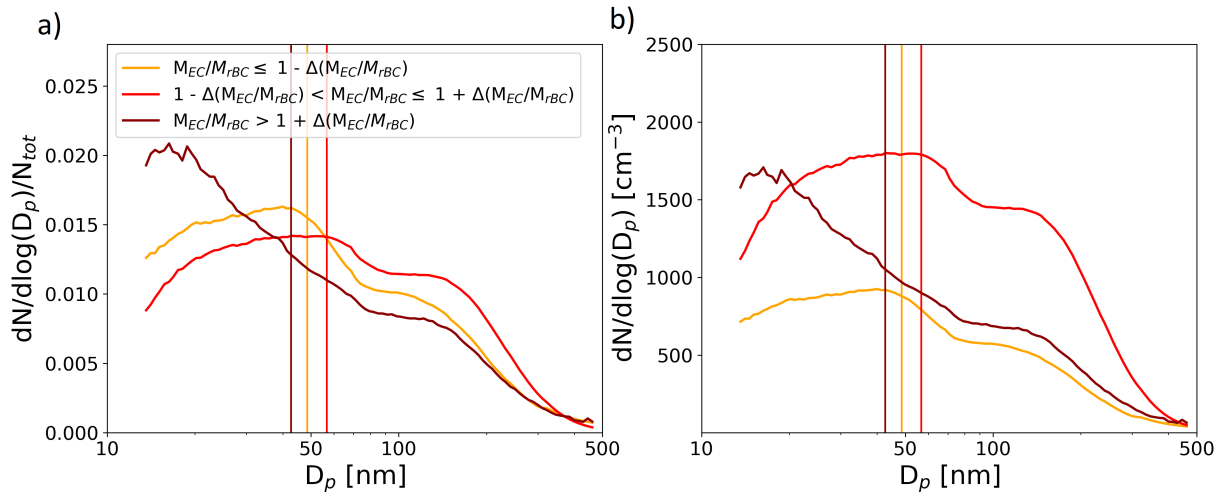 a)
M_EC/M_rBC ≤ 1 - Δ(M_EC/M_rBC)
1 - Δ(M_EC/M_rBC) < M_EC/M_rBC ≤ 1 + Δ(M_EC/M_rBC)
M_EC/M_rBC > 1 + Δ(M_EC/M_rBC)
dN/dlog(D_p)/N_tot
0.025
0.020
0.015
0.010
0.005
0.000
10
50
100
500
D_p [nm]
b)
dN/dlog(D_p) [cm⁻³]
2500
2000
1500
1000
500
10
50
100
500
D_p [nm]